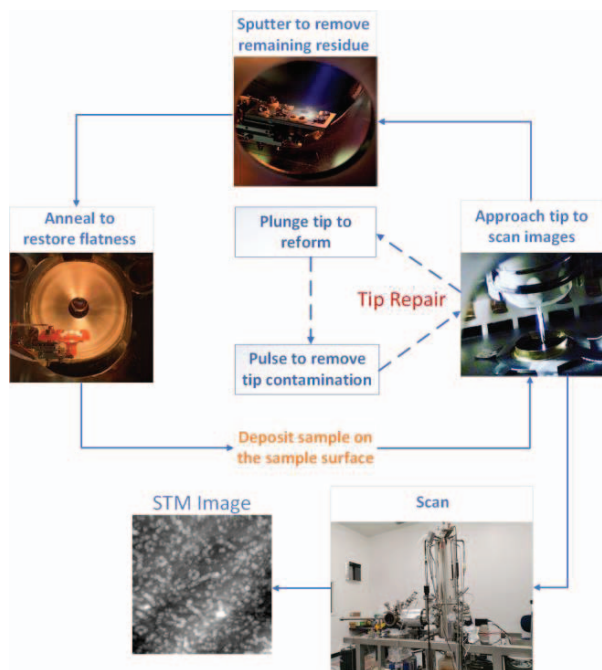 Sputter to remove
remaining residue
Anneal to
restore flatness
Plunge tip to
reform
Approach tip to
scan images
Tip Repair
Pulse to remove
tip contamination
Deposit sample on
the sample surface
STM Image
Scan